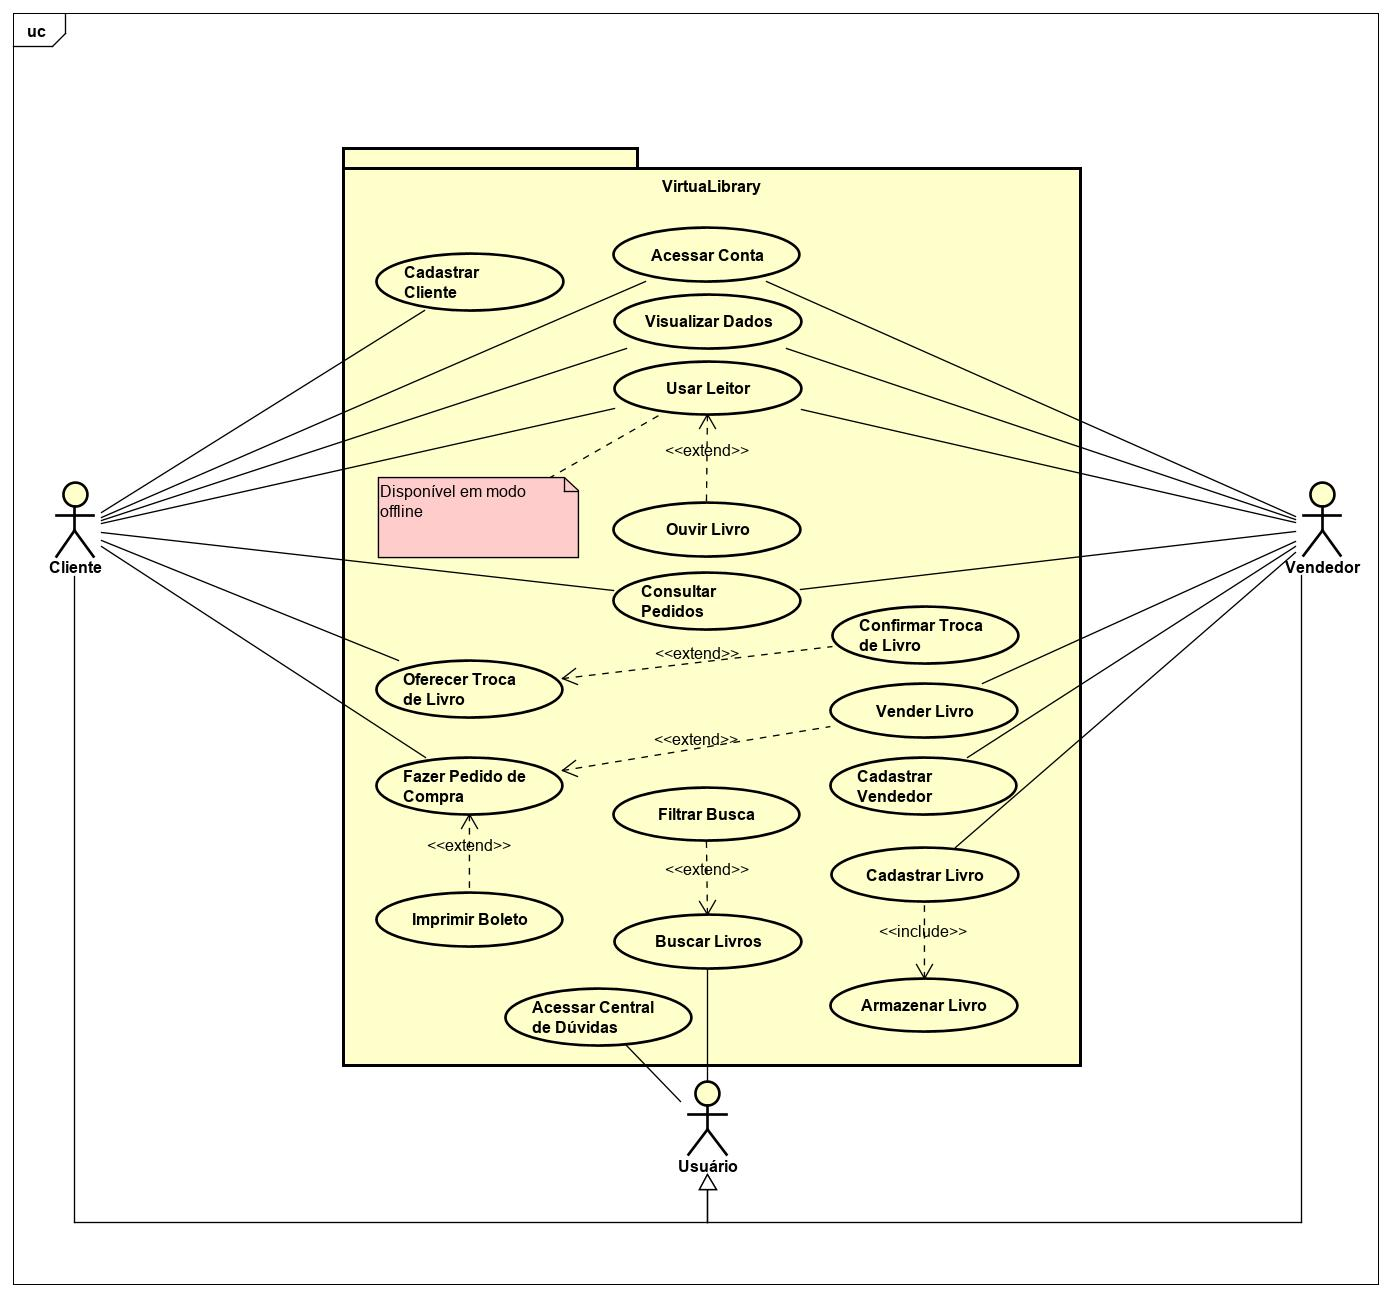 uc
VirtuaLibrary
Acessar Conta
Cadastrar
Cliente
Visualizar Dados
Usar Leitor
<<extend>>
Disponível em modo
offline
Ouvir Livro
Cliente
Vendedor
Consultar
Pedidos
Confirmar Troca
de Livro
<<extend>>
Oferecer Troca
de Livro
Vender Livro
<<extend>>
Fazer Pedido de
Compra
Cadastrar
Vendedor
Filtrar Busca
<<extend>>
<<extend>>
Cadastrar Livro
Imprimir Boleto
Buscar Livros
<<include>>
Acessar Central
de Dúvidas
Armazenar Livro
Usuário